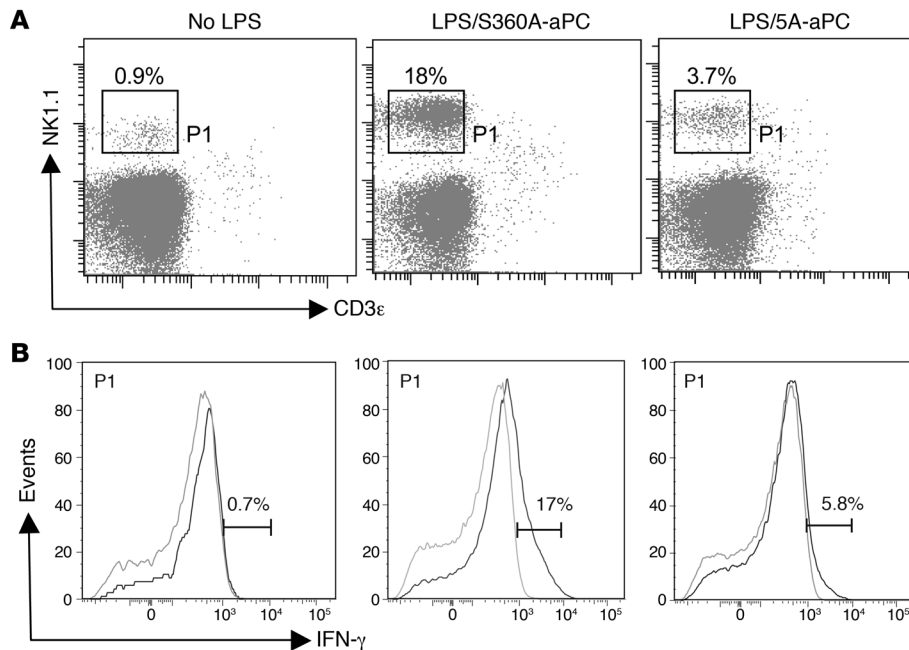 A
No LPS
LPS/S360A-aPC
LPS/5A-aPC
0.9%
18%
3.7%
P1
P1
P1
NK1.1
CD3ε
B
100
80
60
40
20
0
P1
0.7%
0
10³
10⁴
10⁵
100
80
60
40
20
0
P1
17%
0
10³
10⁴
10⁵
100
80
60
40
20
0
P1
5.8%
0
10³
10⁴
10⁵
Events
IFN-γ